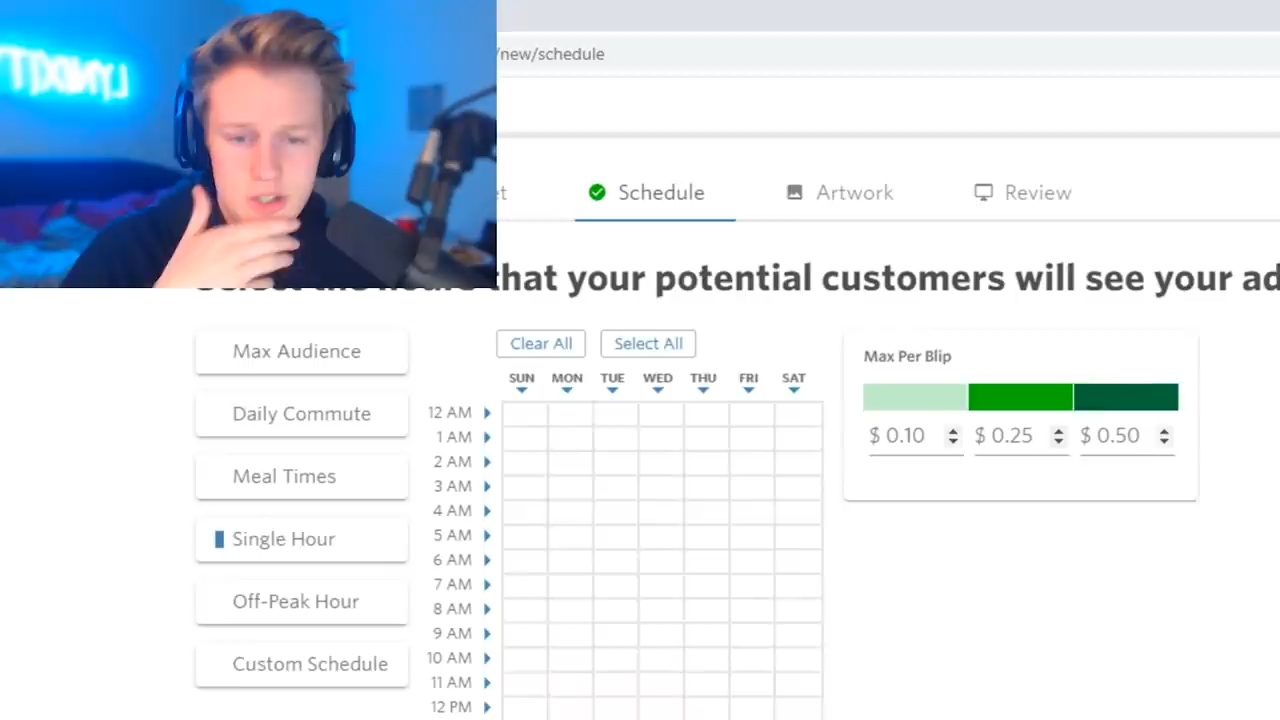 /new/schedule
Schedule
Artwork
Review
that your potential customers will see your ad
Max Audience
Daily Commute
Meal Times
Single Hour
Off-Peak Hour
Custom Schedule
Clear All
Select All
SUN MON TUE WED THU FRI SAT
12 AM
1 AM
2 AM
3 AM
4 AM
5 AM
6 AM
7 AM
8 AM
9 AM
10 AM
11 AM
12 PM
Max Per Blip
$ 0.10 $ 0.25 $ 0.50